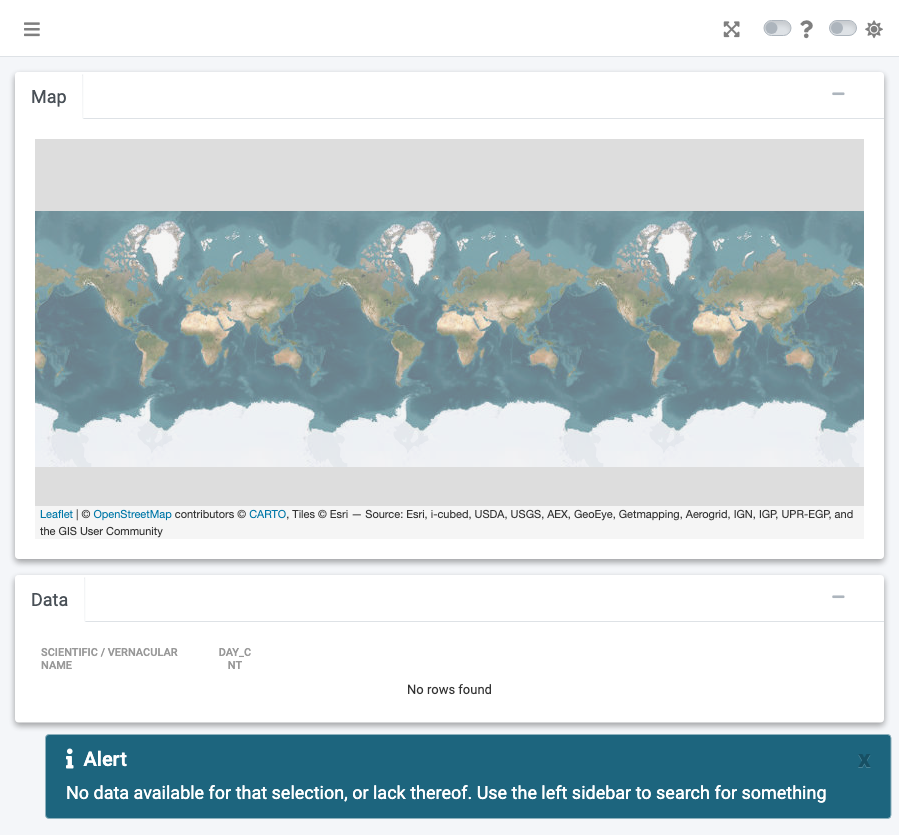 Map
Leaflet | © OpenStreetMap contributors © CARTO, Tiles © Esri — Source: Esri, i-cubed, USDA, USGS, AEX, GeoEye, Getmapping, Aerogrid, IGN, IGP, UPR-EGP, and
the GIS User Community
Data
SCIENTIFIC / VERNACULAR DAY_C
NAME NT
No rows found
Alert X
No data available for that selection, or lack thereof. Use the left sidebar to search for something